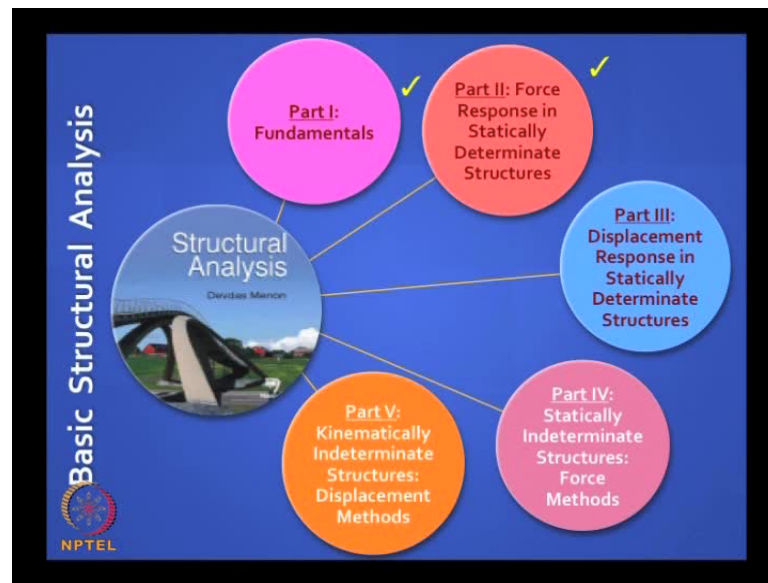 Basic Structural Analysis
Part I:
Fundamentals
✓
Part II: Force
Response in
Statically
Determinate
Structures
✓
Structural
Analysis
Devdas Menon
Part III:
Displacement
Response in
Statically
Determinate
Structures
Part IV:
Statically
Indeterminate
Structures:
Force
Methods
Part V:
Kinematically
Indeterminate
Structures:
Displacement
Methods
NPTEL